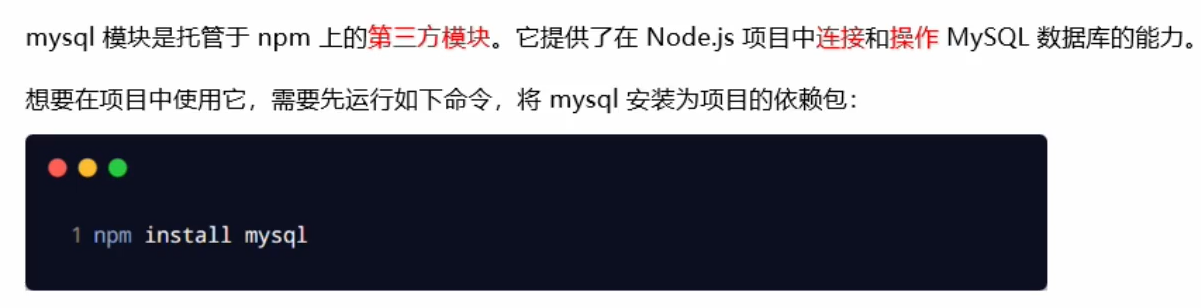 mysql 模块是托管于 npm 上的第三方模块。它提供了在 Node.js 项目中连接和操作 MySQL 数据库的能力。
想要在项目中使用它，需要先运行如下命令，将 mysql 安装为项目的依赖包：
1 npm install mysql